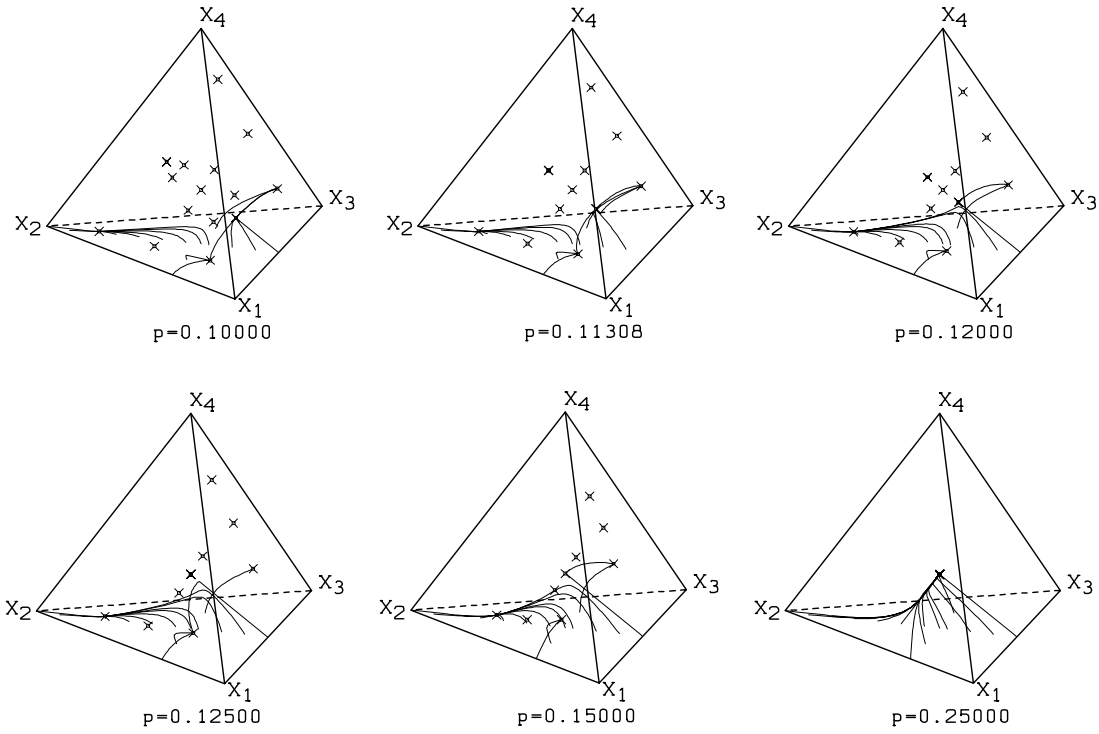 X4 X4 X4
X2 X3 X2 X3 X2 X3
X1 X1 X1
p=0.10000 p=0.11308 p=0.12000
X4 X4 X4
X2 X3 X2 X3 X2 X3
X1 X1 X1
p=0.12500 p=0.15000 p=0.25000